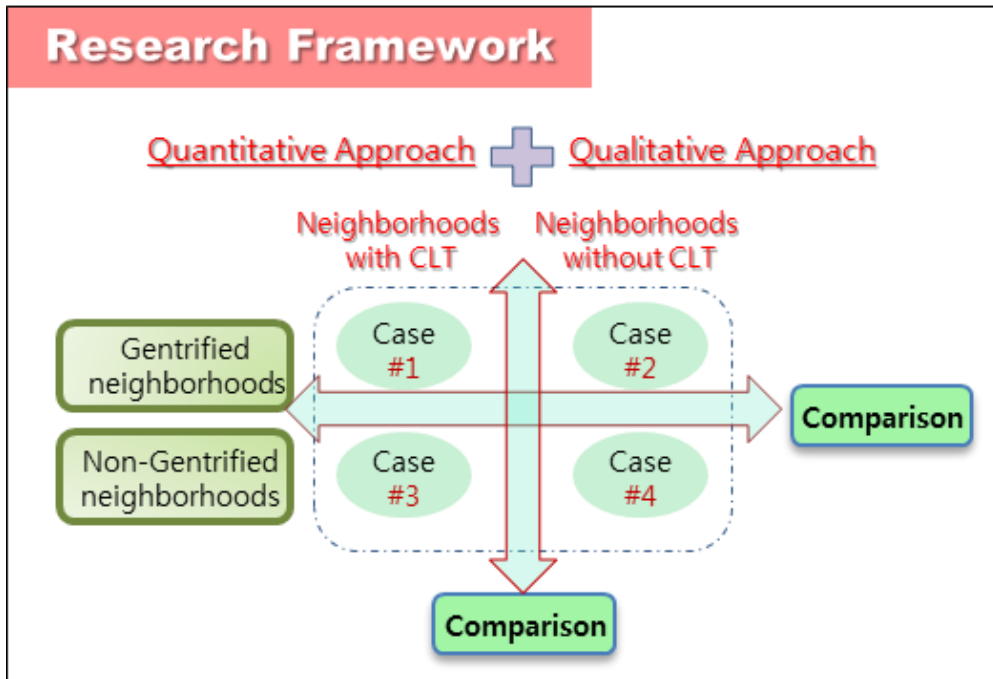 Research Framework
Quantitative Approach
Qualitative Approach
Neighborhoods
with CLT
Neighborhoods
without CLT
Gentrified
neighborhoods
Case
#1
Case
#2
Comparison
Non-Gentrified
neighborhoods
Case
#3
Case
#4
Comparison